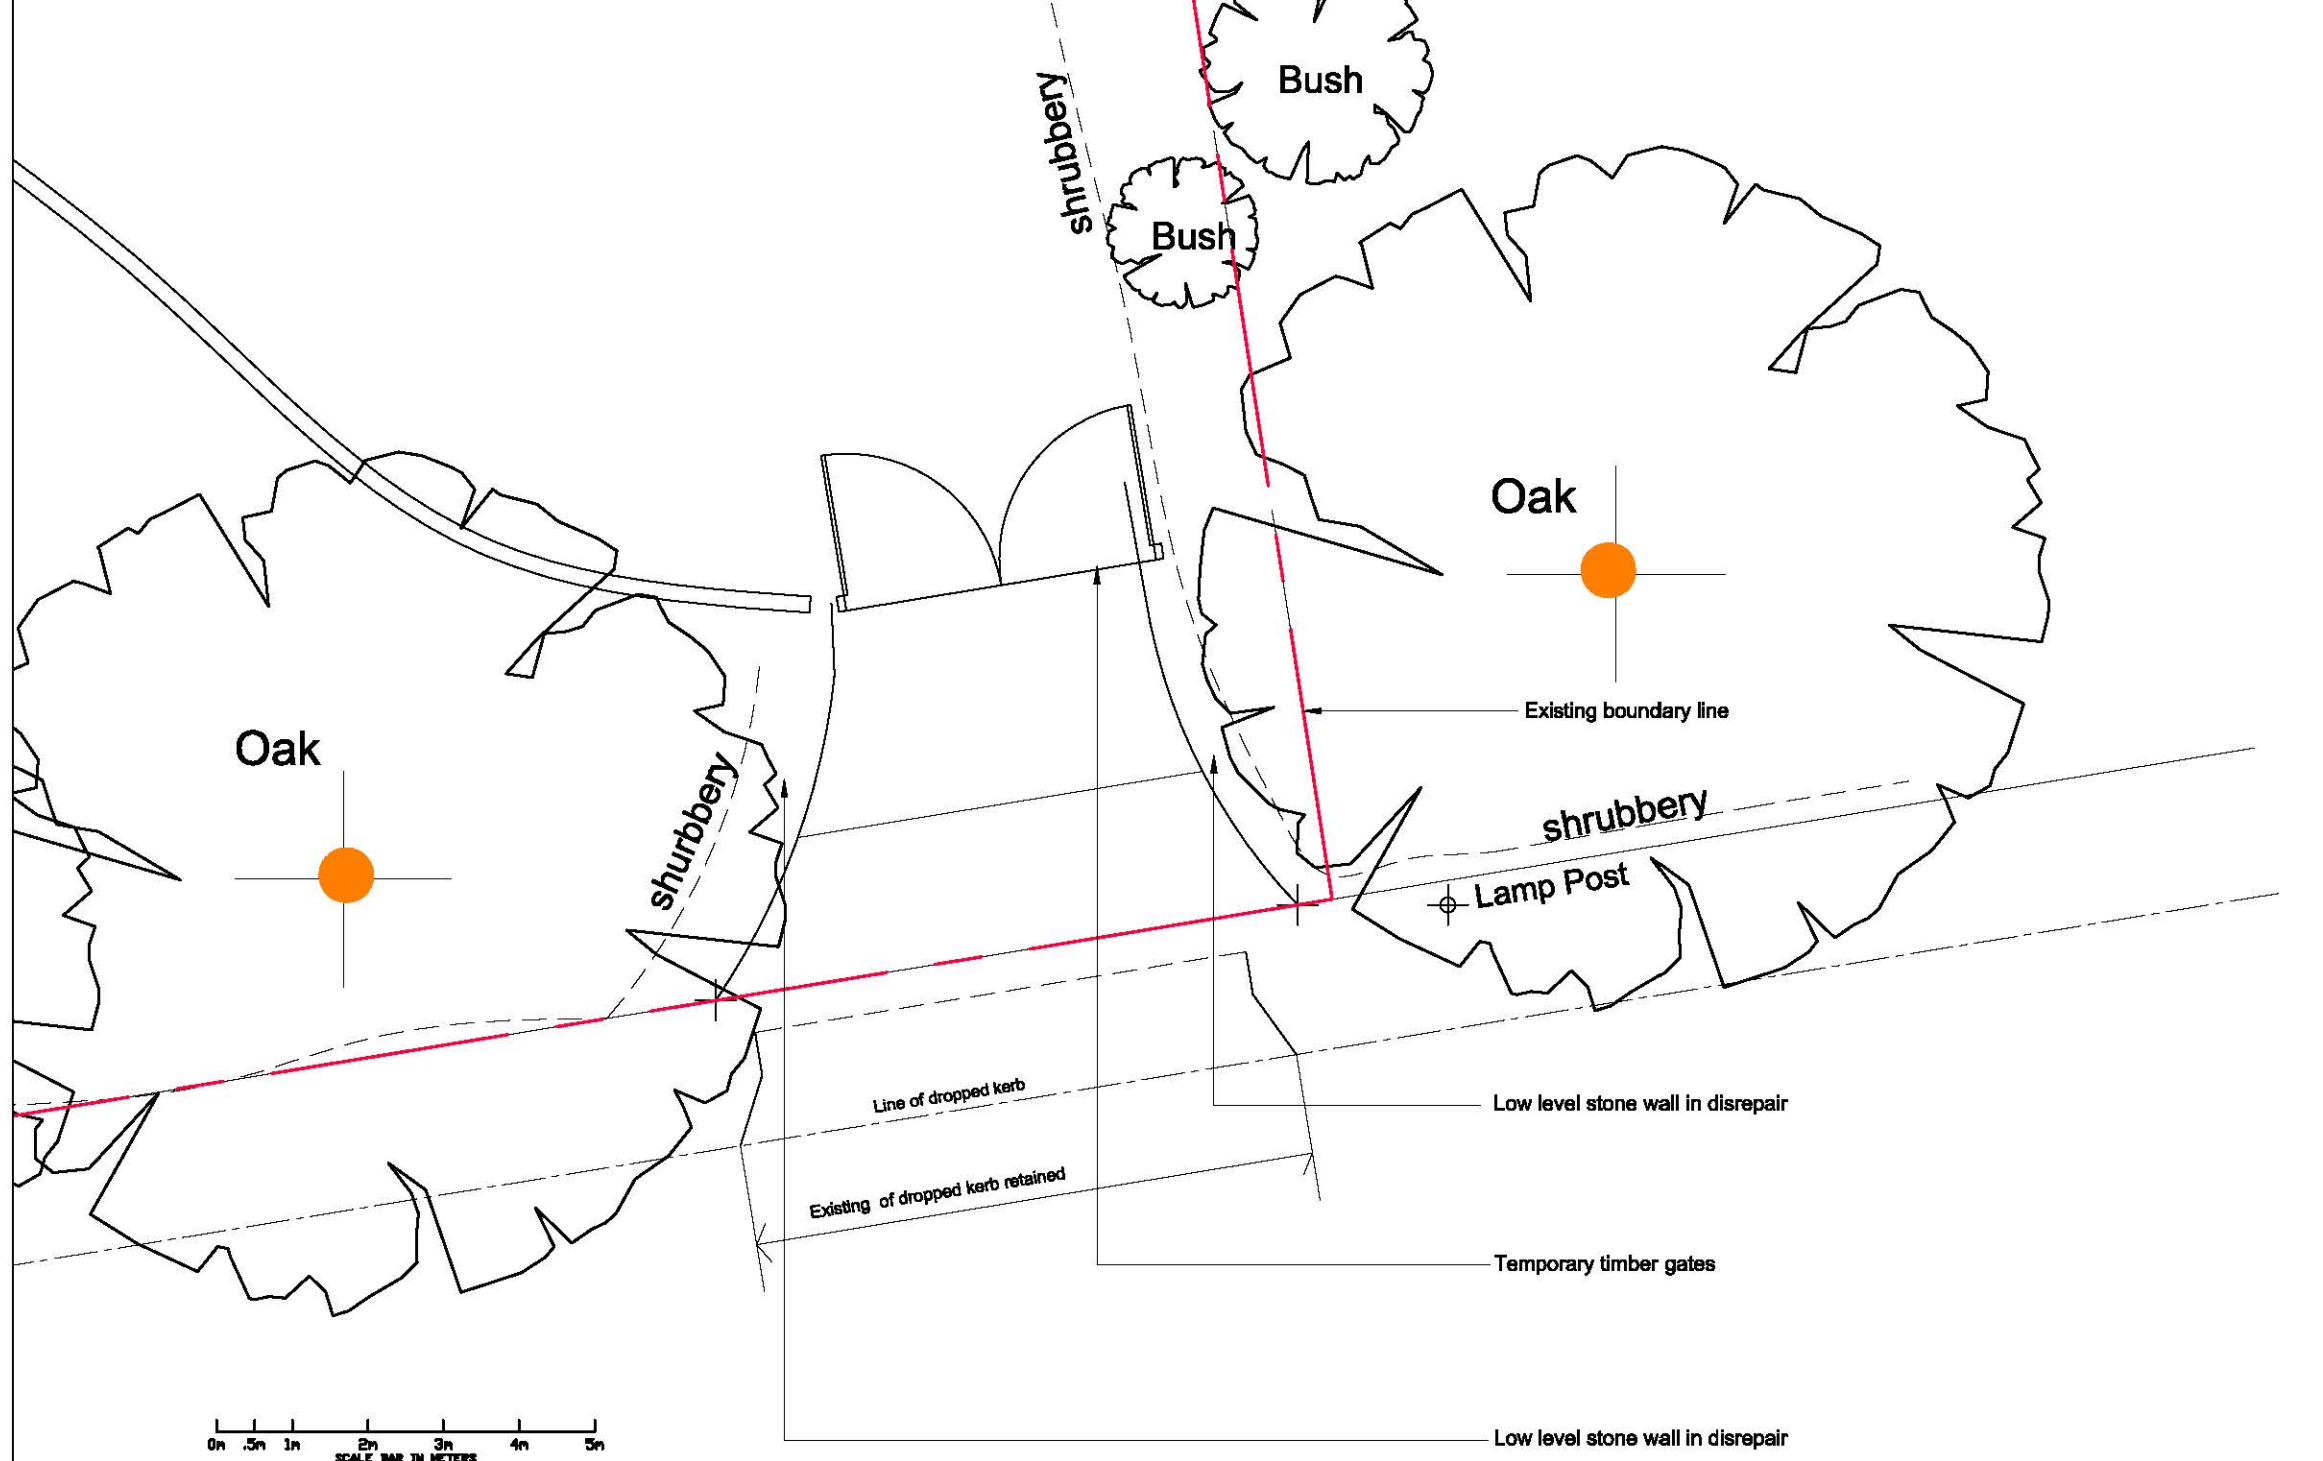 Bush
shrubbery
Bush
Oak
Existing boundary line
Oak
shurbbery
shrubbery
Lamp Post
Line of dropped kerb
Low level stone wall in disrepair
Existing of dropped kerb retained
Temporary timber gates
Low level stone wall in disrepair
0m .5m 1m 2m 3m 4m 5m
SCALE BAR IN METERS